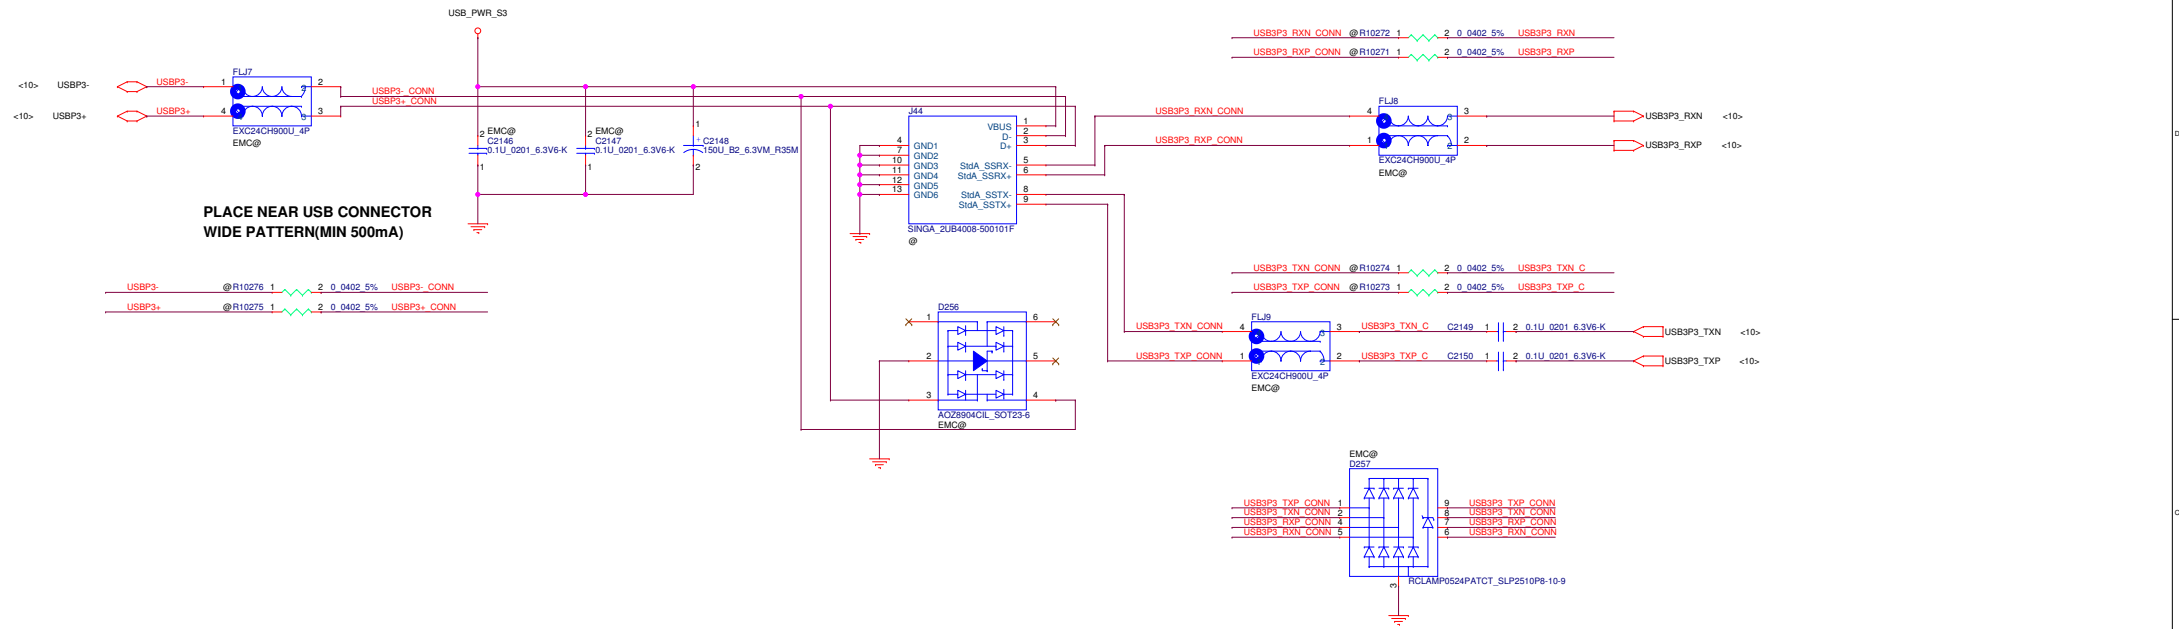 USB_PWR_S3
USB3P3_RXN_CONN @R10272 1 2 0_0402_5% USB3P3_RXN
USB3P3_RXP_CONN @R10271 1 2 0_0402_5% USB3P3_RXP
FLJ7
<10> USBP3- USBP3- 1 2
USBP3-_CONN
USBP3+_CONN
<10> USBP3+ USBP3+ 4 3
2
3
EXC24CH900U_4P
EMC@
2 EMC@
C2146
0.1U_0201_6.3V6-K
1
2 EMC@
C2147
0.1U_0201_6.3V6-K
1
1
+ C2148
150U_B2_6.3VM_R35M
2
J44
VBUS 1
D- 2
D+ 3
4 GND1
7 GND2
10 GND3
11 GND4
12 GND5
13 GND6
StdA_SSRX- 5
StdA_SSRX+ 6
StdA_SSTX- 8
StdA_SSTX+ 9
SINGA_2UB4008-500101F
@
FLJ8
USB3P3_RXN_CONN 4 3 USB3P3_RXN <10>
USB3P3_RXP_CONN 1 2 USB3P3_RXP <10>
3
2
EXC24CH900U_4P
EMC@
PLACE NEAR USB CONNECTOR
WIDE PATTERN(MIN 500mA)
USBP3- @R10276 1 2 0_0402_5% USBP3-_CONN
USBP3+ @R10275 1 2 0_0402_5% USBP3+_CONN
USB3P3_TXN_CONN @R10274 1 2 0_0402_5% USB3P3_TXN_C
USB3P3_TXP_CONN @R10273 1 2 0_0402_5% USB3P3_TXP_C
D256
1 6
2 5
3 4
AOZ8904CIL_SOT23-6
EMC@
FLJ9
USB3P3_TXN_CONN 4 3 USB3P3_TXN_C C2149 1 2 0.1U_0201_6.3V6-K USB3P3_TXN <10>
USB3P3_TXP_CONN 1 2 USB3P3_TXP_C C2150 1 2 0.1U_0201_6.3V6-K USB3P3_TXP <10>
3
2
EXC24CH900U_4P
EMC@
EMC@
D257
USB3P3_TXP_CONN 1 9 USB3P3_TXP_CONN
USB3P3_TXN_CONN 2 8 USB3P3_TXN_CONN
USB3P3_RXP_CONN 4 7 USB3P3_RXP_CONN
USB3P3_RXN_CONN 5 6 USB3P3_RXN_CONN
3
RCLAMP0524PATCT_SLP2510P8-10-9
D
C